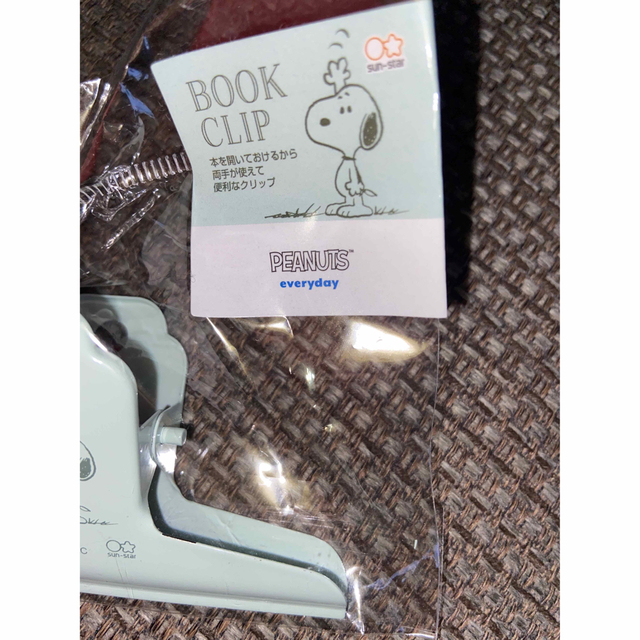 BOOK
CLIP
sun-star
本を開いておけるから
両手が使えて
便利なクリップ
PEANUTS™
everyday
C
sun-star